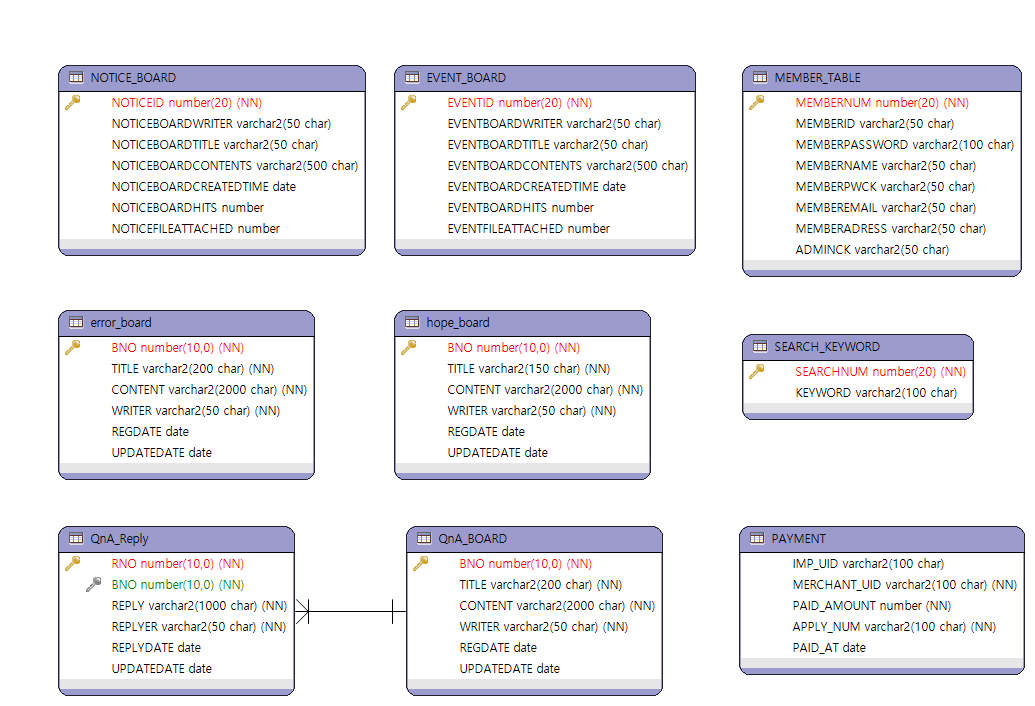 NOTICE_BOARD
NOTICEID number(20) (NN)
NOTICEBOARDWRITER varchar2(50 char)
NOTICEBOARDTITLE varchar2(50 char)
NOTICEBOARDCONTENTS varchar2(500 char)
NOTICEBOARDCREATEDTIME date
NOTICEBOARDHITS number
NOTICEFILEATTACHED number
EVENT_BOARD
EVENTID number(20) (NN)
EVENTBOARDWRITER varchar2(50 char)
EVENTBOARDTITLE varchar2(50 char)
EVENTBOARDCONTENTS varchar2(500 char)
EVENTBOARDCREATEDTIME date
EVENTBOARDHITS number
EVENTFILEATTACHED number
MEMBER_TABLE
MEMBERNUM number(20) (NN)
MEMBERID varchar2(50 char)
MEMBERPASSWORD varchar2(100 char)
MEMBERNAME varchar2(50 char)
MEMBERPWCK varchar2(50 char)
MEMBEREMAIL varchar2(50 char)
MEMBERADRESS varchar2(50 char)
ADMINCK varchar2(50 char)
error_board
BNO number(10,0) (NN)
TITLE varchar2(200 char) (NN)
CONTENT varchar2(2000 char) (NN)
WRITER varchar2(50 char) (NN)
REGDATE date
UPDATEDATE date
hope_board
BNO number(10,0) (NN)
TITLE varchar2(150 char) (NN)
CONTENT varchar2(2000 char) (NN)
WRITER varchar2(50 char) (NN)
REGDATE date
UPDATEDATE date
SEARCH_KEYWORD
SEARCHNUM number(20) (NN)
KEYWORD varchar2(100 char)
QnA_Reply
RNO number(10,0) (NN)
BNO number(10,0) (NN)
REPLY varchar2(1000 char) (NN)
REPLYER varchar2(50 char) (NN)
REPLYDATE date
UPDATEDATE date
QnA_BOARD
BNO number(10,0) (NN)
TITLE varchar2(200 char) (NN)
CONTENT varchar2(2000 char) (NN)
WRITER varchar2(50 char) (NN)
REGDATE date
UPDATEDATE date
PAYMENT
IMP_UID varchar2(100 char)
MERCHANT_UID varchar2(100 char) (NN)
PAID_AMOUNT number (NN)
APPLY_NUM varchar2(100 char) (NN)
PAID_AT date